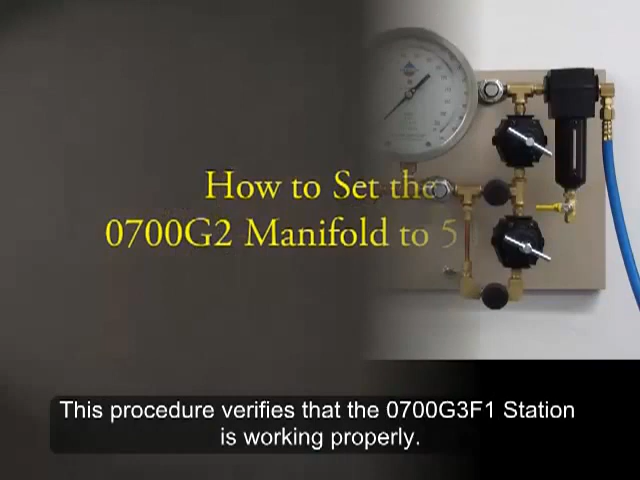 How to Set the
0700G2 Manifold to 5
This procedure verifies that the 0700G3F1 Station
is working properly.